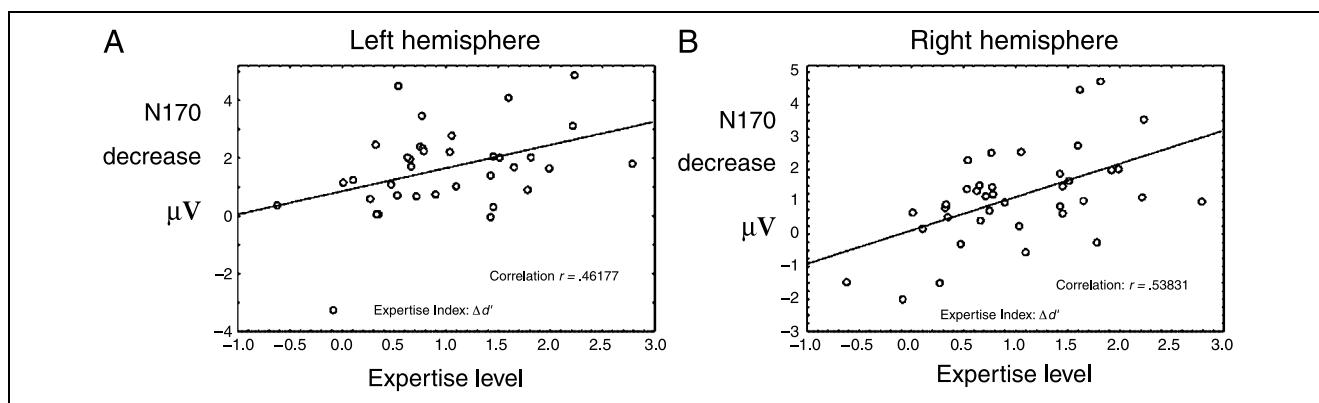 A Left hemisphere
N170
decrease
μV
4
2
0
−2
−4
Correlation r = .46177
Expertise Index: Δd'
−1.0 −0.5 0.0 0.5 1.0 1.5 2.0 2.5 3.0
Expertise level
B Right hemisphere
N170
decrease
μV
5
4
3
2
1
0
−1
−2
−3
Correlation: r = .53831
Expertise Index: Δd'
−1.0 −0.5 0.0 0.5 1.0 1.5 2.0 2.5 3.0
Expertise level